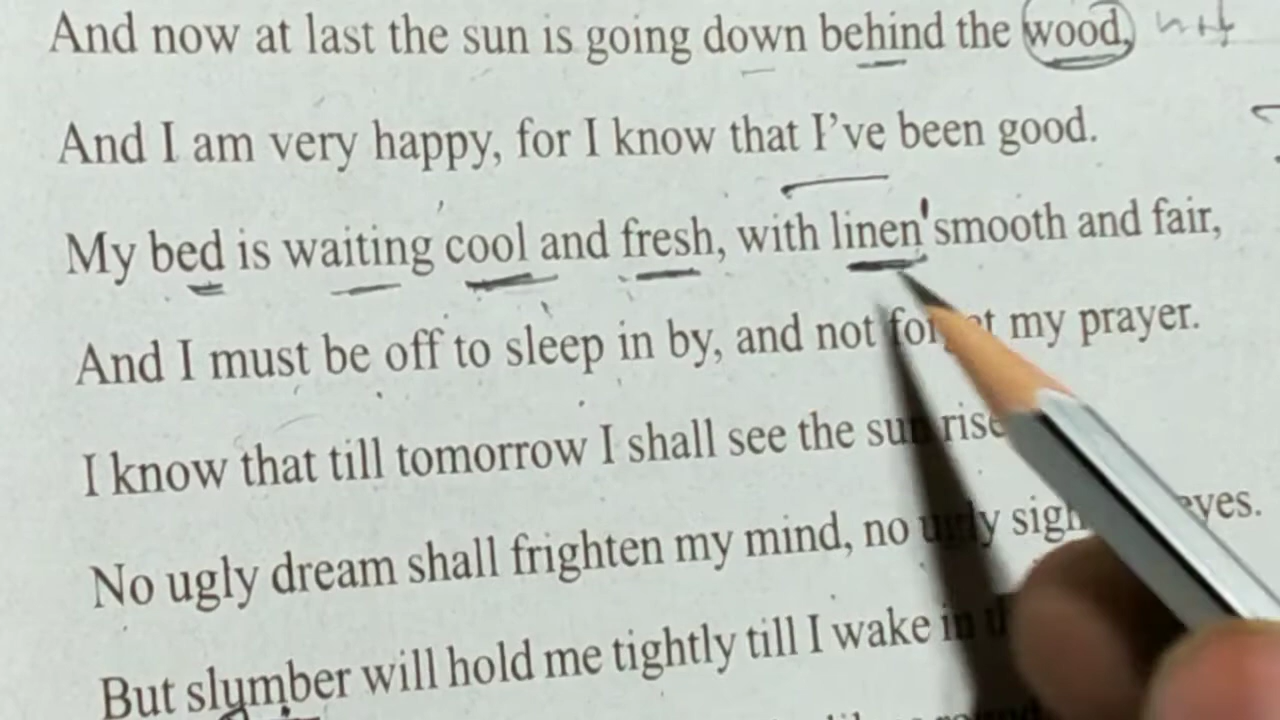 And now at last the sun is going down behind the wood,
And I am very happy, for I know that I've been good.
My bed is waiting cool and fresh, with linen smooth and fair,
And I must be off to sleep in by, and not my prayer.
I know that till tomorrow I shall see the sun rise
No ugly dream shall frighten my mind, no ugly eyes.
But slumber will hold me tightly till I wake in